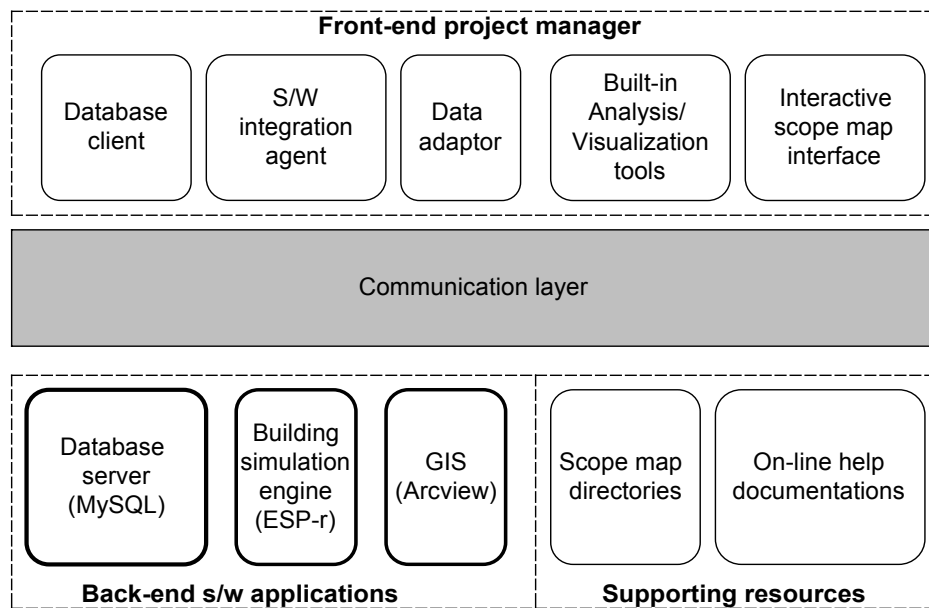 Front-end project manager
Database
client
S/W
integration
agent
Data
adaptor
Built-in
Analysis/
Visualization
tools
Interactive
scope map
interface
Communication layer
Database
server
(MySQL)
Building
simulation
engine
(ESP-r)
GIS
(Arcview)
Scope map
directories
On-line help
documentations
Back-end s/w applications
Supporting resources